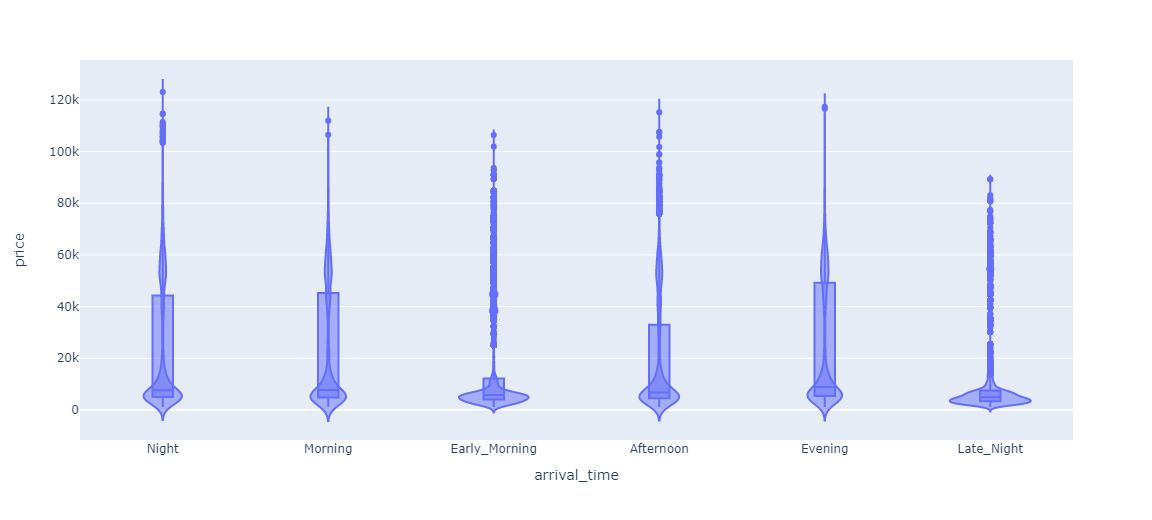 120k
100k
80k
60k
40k
20k
0
price
Night Morning Early_Morning Afternoon Evening Late_Night
arrival_time